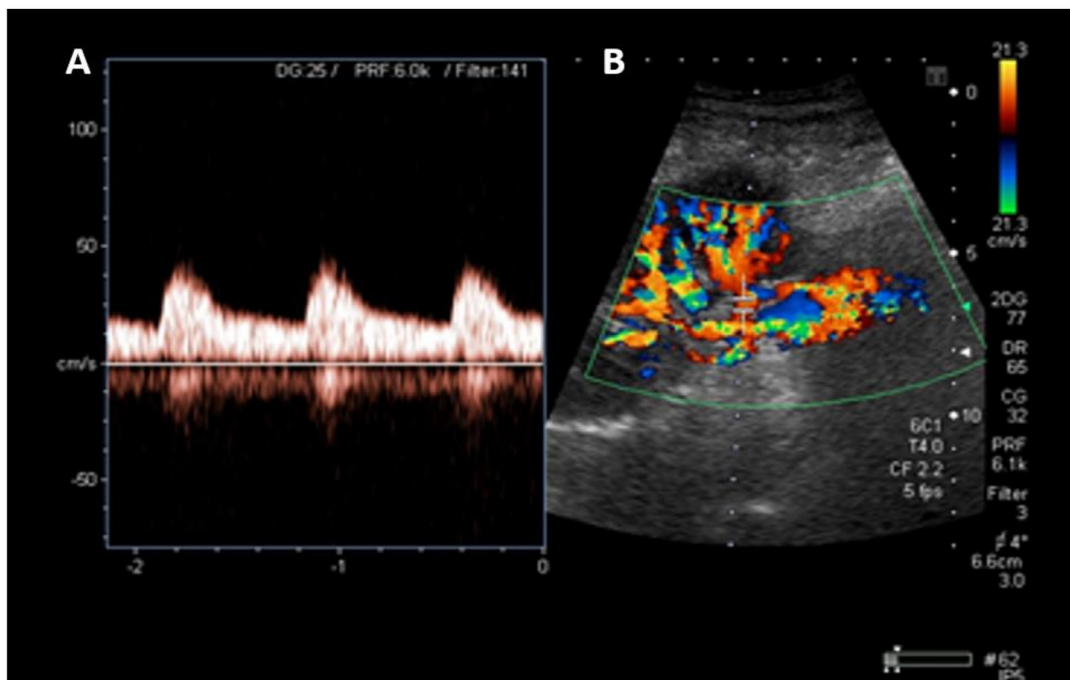 A
DG:25 / PRF:6.0k / Filter:141
100
50
cm/s
-50
-2
-1
0
B
21.3
21.3
cm/s
0
5
10
2DG
77
DR
65
CG
32
PRF
6.1k
Filter
3
4"
6.6cm
3.0
6C1
T4.0
CF 2.2
5 fps
#62